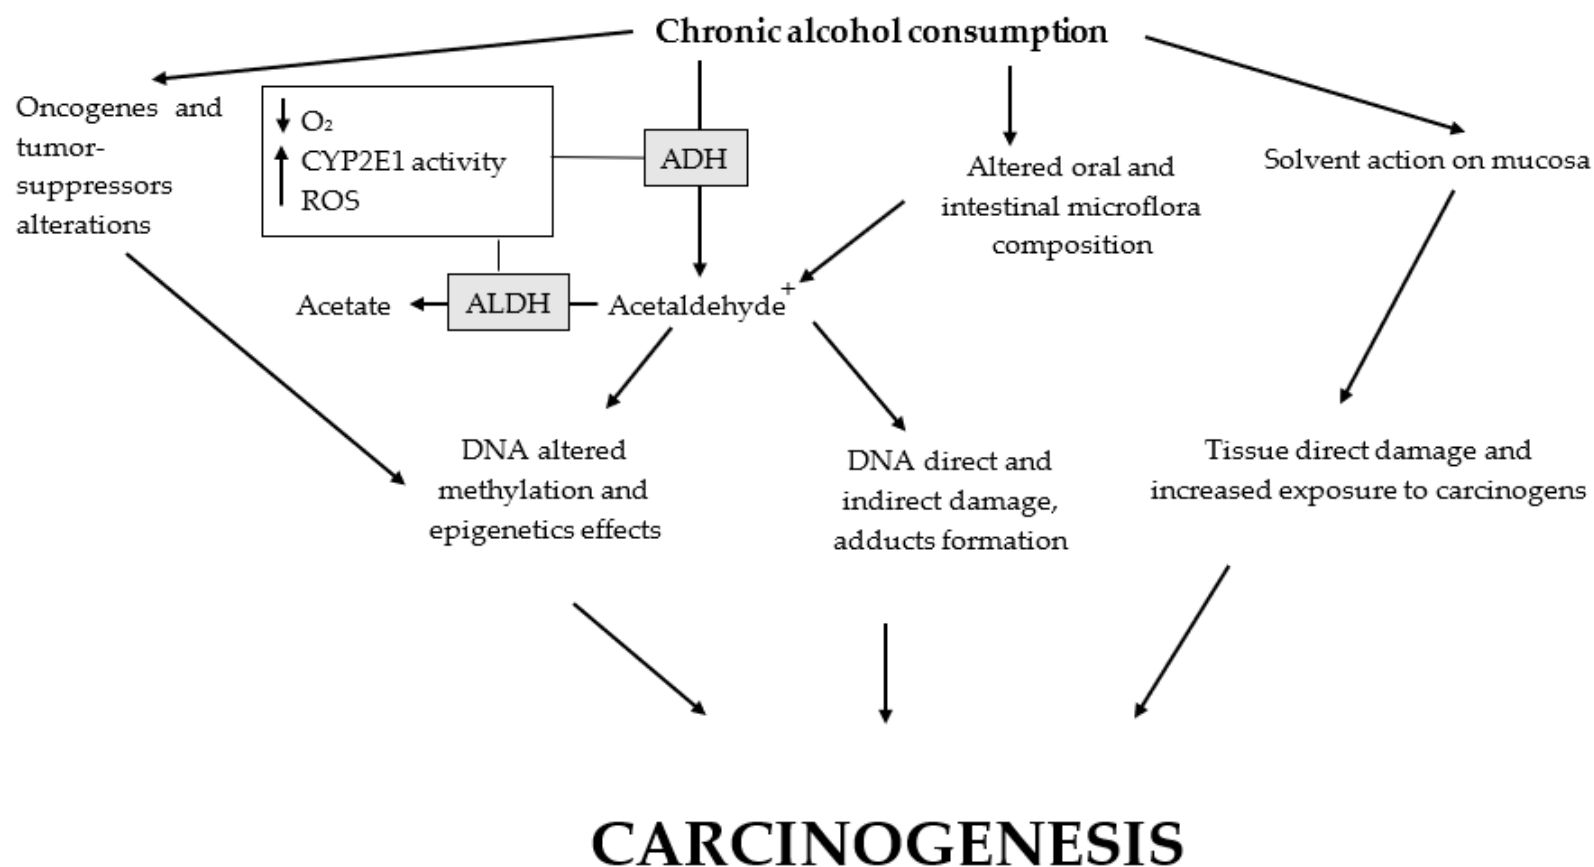 Chronic alcohol consumption
Oncogenes and
tumor-
suppressors
alterations
O₂
CYP2E1 activity
ROS
ADH
Altered oral and
intestinal microflora
composition
Solvent action on mucosa
Acetate
ALDH
Acetaldehyde⁺
DNA altered
methylation and
epigenetics effects
DNA direct and
indirect damage,
adducts formation
Tissue direct damage and
increased exposure to carcinogens
CARCINOGENESIS